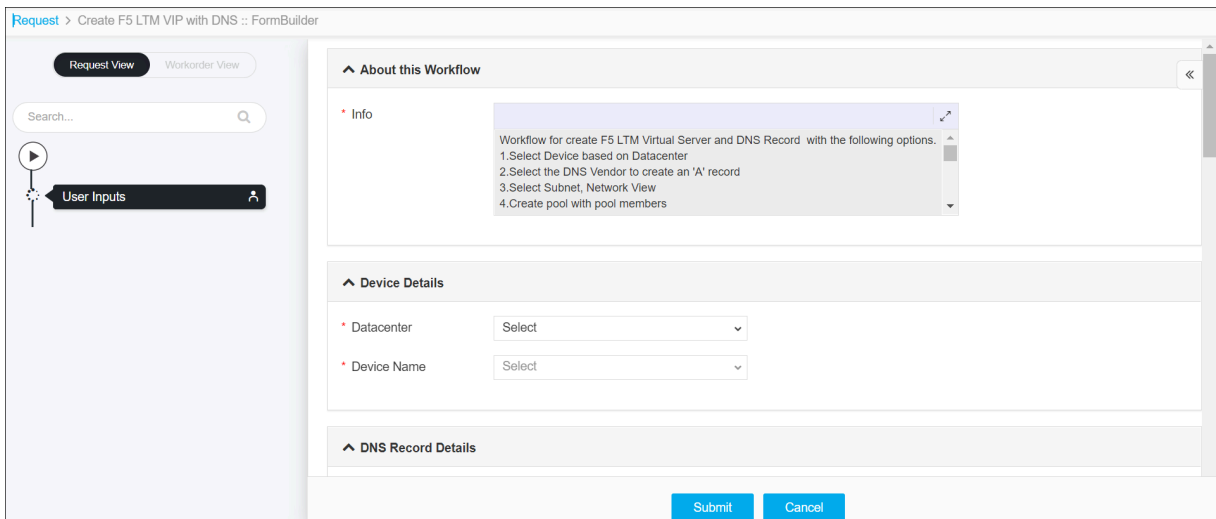 Request > Create F5 LTM VIP with DNS :: FormBuilder
Request View Workorder View
Search...
User Inputs
About this Workflow
* Info
Workflow for create F5 LTM Virtual Server and DNS Record with the following options.
1.Select Device based on Datacenter
2.Select the DNS Vendor to create an 'A' record
3.Select Subnet, Network View
4.Create pool with pool members
Device Details
* Datacenter Select
* Device Name Select
DNS Record Details
Submit Cancel